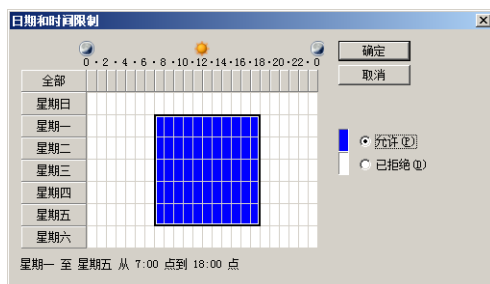 日期和时间限制
0·2·4·6·8·10·12·14·16·18·20·22·0
确定
取消
全部
星期日
星期一
星期二
星期三
星期四
星期五
星期六
允许(P)
已拒绝(D)
星期一 至 星期五 从 7:00 点到 18:00 点